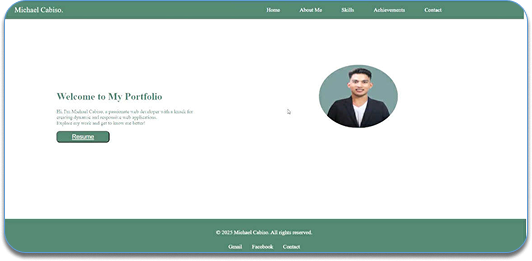 Michael Cabiso.
Home About Me Skills Achievements Contact
Welcome to My Portfolio
Hi, I'm Michael Cabiso, a passionate web developer with a knack for
creating dynamic and responsive web applications.
Explore my work and get to know me better!
Resume
© 2025 Michael Cabiso. All rights reserved.
Gmail Facebook Contact